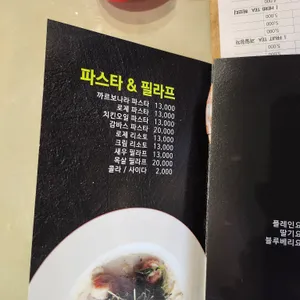 파스타 & 필라프
까르보나라 파스타 13,000
로제 파스타 13,000
치킨오일 파스타 13,000
감바스 파스타 20,000
로제 리소토 13,000
크림 리소토 13,000
새우 필라프 13,000
목살 필라프 20,000
콜라 / 사이다 2,000
플레인요
딸기요
블루베리요